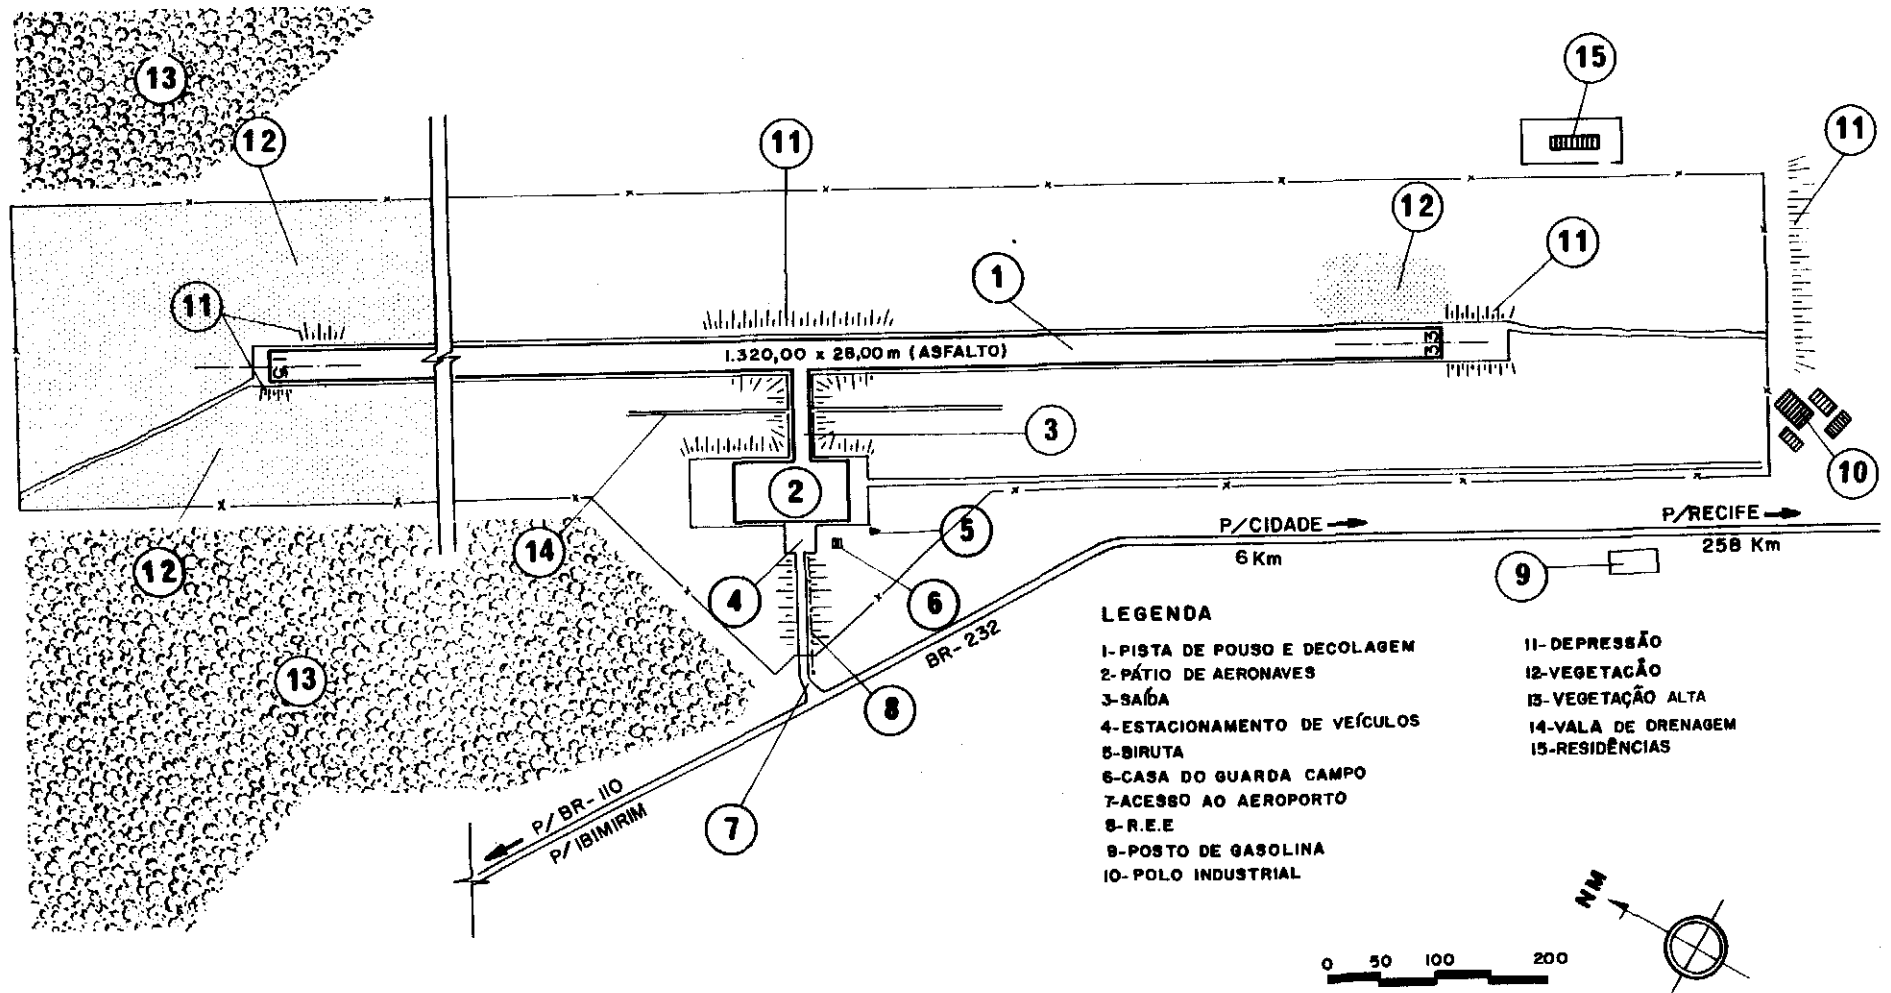 13
15
12
11
11
12
11
1
11
15
33
1.320,00 x 28,00 m (ASFALTO)
3
10
2
5
14
P/CIDADE
6 Km
P/RECIFE
258 Km
12
9
4
6
13
BR-232
8
7
P/BR-110
P/IBIMIRIM
LEGENDA
1-PISTA DE POUSO E DECOLAGEM
2-PÁTIO DE AERONAVES
3-SAÍDA
4-ESTACIONAMENTO DE VEÍCULOS
5-BIRUTA
6-CASA DO GUARDA CAMPO
7-ACESSO AO AEROPORTO
8-R.E.E
9-POSTO DE GASOLINA
10-POLO INDUSTRIAL
11-DEPRESSÃO
12-VEGETAÇÃO
13-VEGETAÇÃO ALTA
14-VALA DE DRENAGEM
15-RESIDÊNCIAS
NM
0 50 100 200